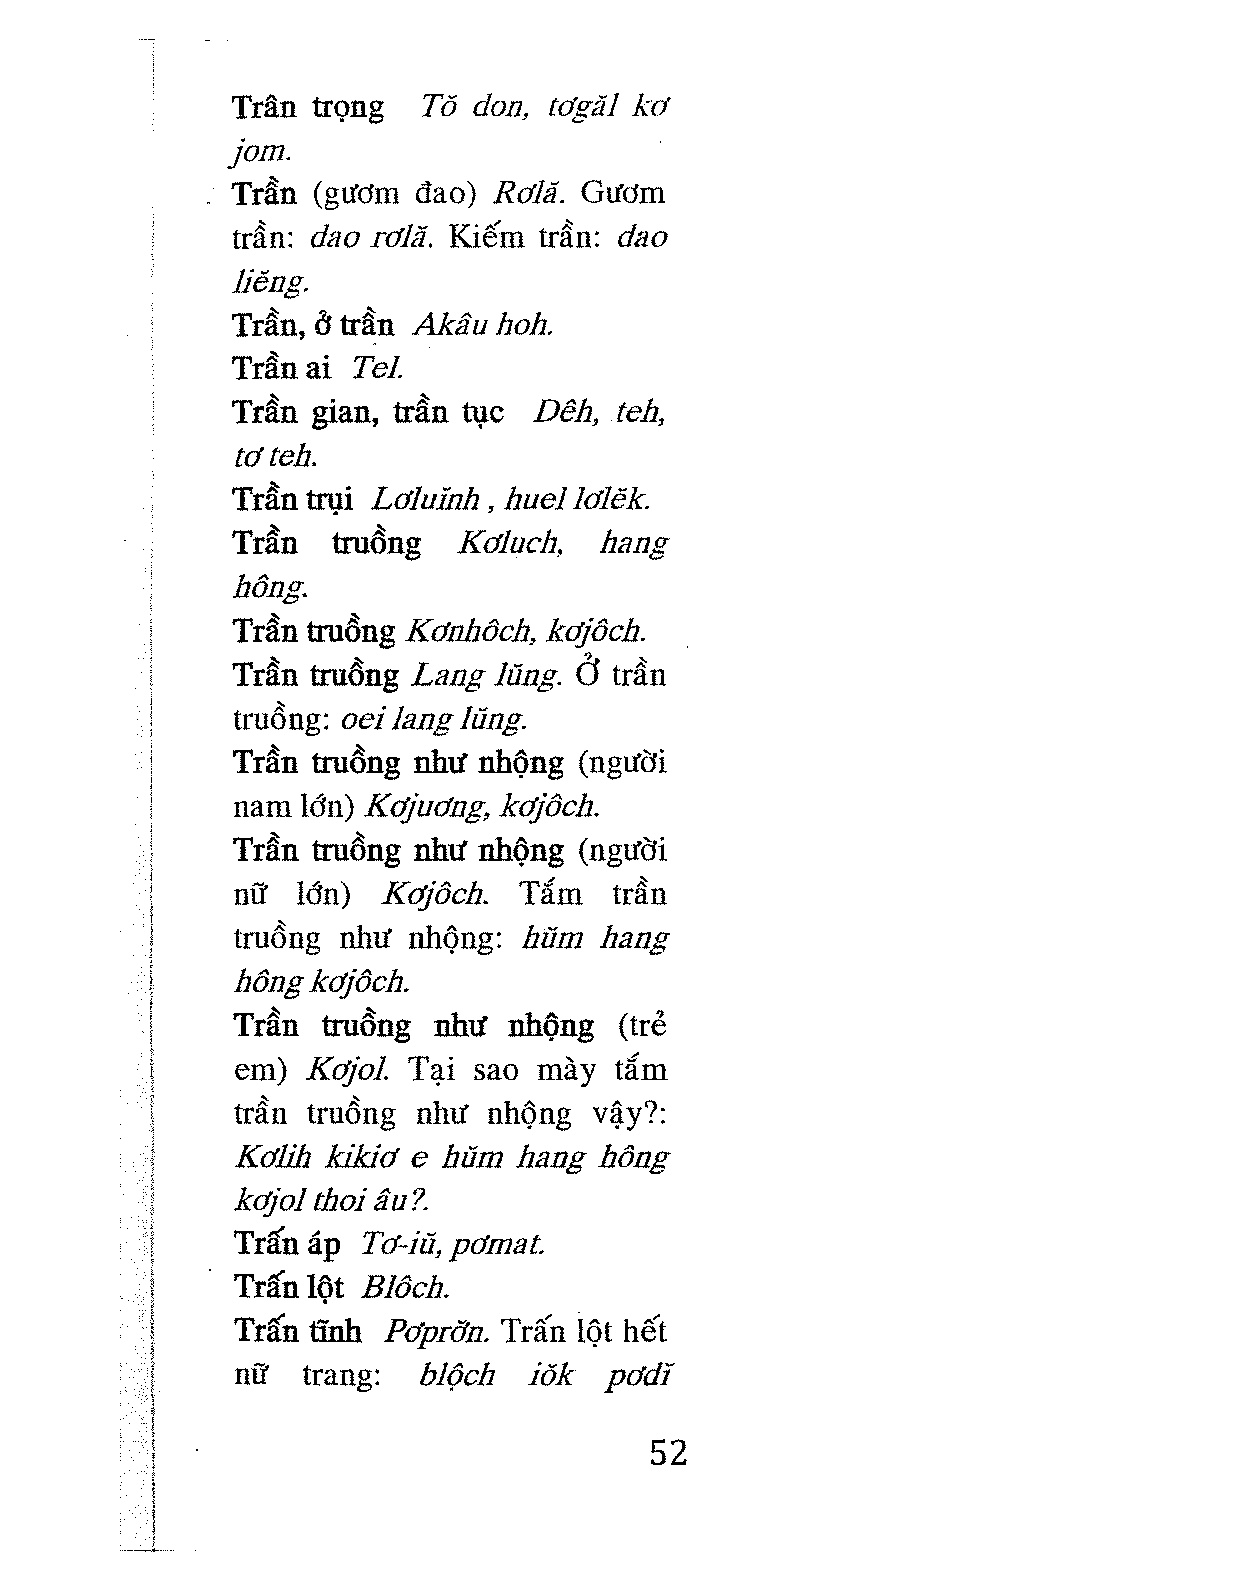 Trân trọng Tŏ don, tơgăl kơ
jom.
Trần (gươm đao) Rơlă. Gươm
trần: dao rơlă. Kiếm trần: dao
liĕng.
Trần, ở trần Akâu hoh.
Trần ai Tel.
Trần gian, trần tục Dêh, teh,
tơ teh.
Trần trụi Lơluĭnh , huel lơlĕk.
Trần truồng Kơluch, hang
hông.
Trần truồng Kơnhôch, kơjôch.
Trần truồng Lang lŭng. Ở trần
truồng: oei lang lŭng.
Trần truồng như nhộng (người
nam lớn) Kơjuơng, kơjôch.
Trần truồng như nhộng (người
nữ lớn) Kơjôch. Tắm trần
truồng như nhộng: hŭm hang
hông kơjôch.
Trần truồng như nhộng (trẻ
em) Kơjol. Tại sao mày tắm
trần truồng như nhộng vậy?:
Kơlih kikiơ e hŭm hang hông
kơjol thoi âu?.
Trấn áp Tơ-iŭ, pơmat.
Trấn lột Blôch.
Trấn tĩnh Pơprơ̆n. Trấn lột hết
nữ trang: blộch iŏk pơdĭ
52